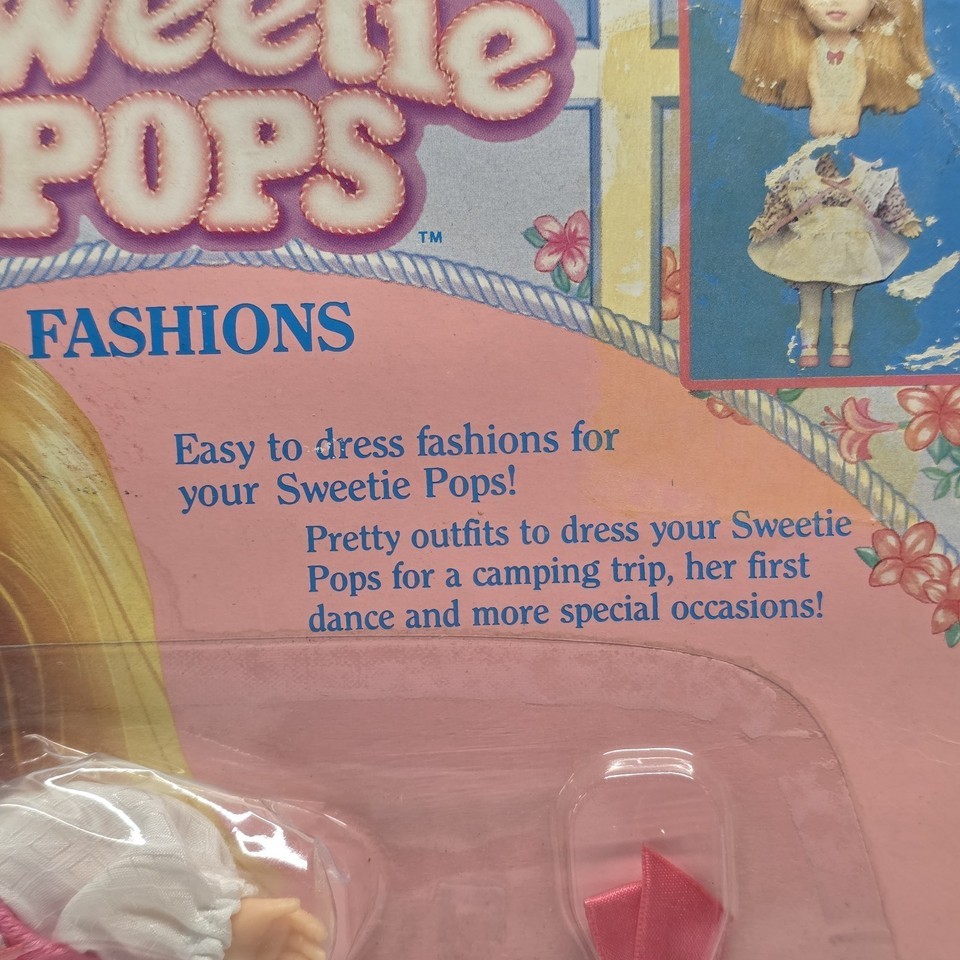 weetie
POPS
TM
FASHIONS
Easy to dress fashions for
your Sweetie Pops!
Pretty outfits to dress your Sweetie
Pops for a camping trip, her first
dance and more special occasions!